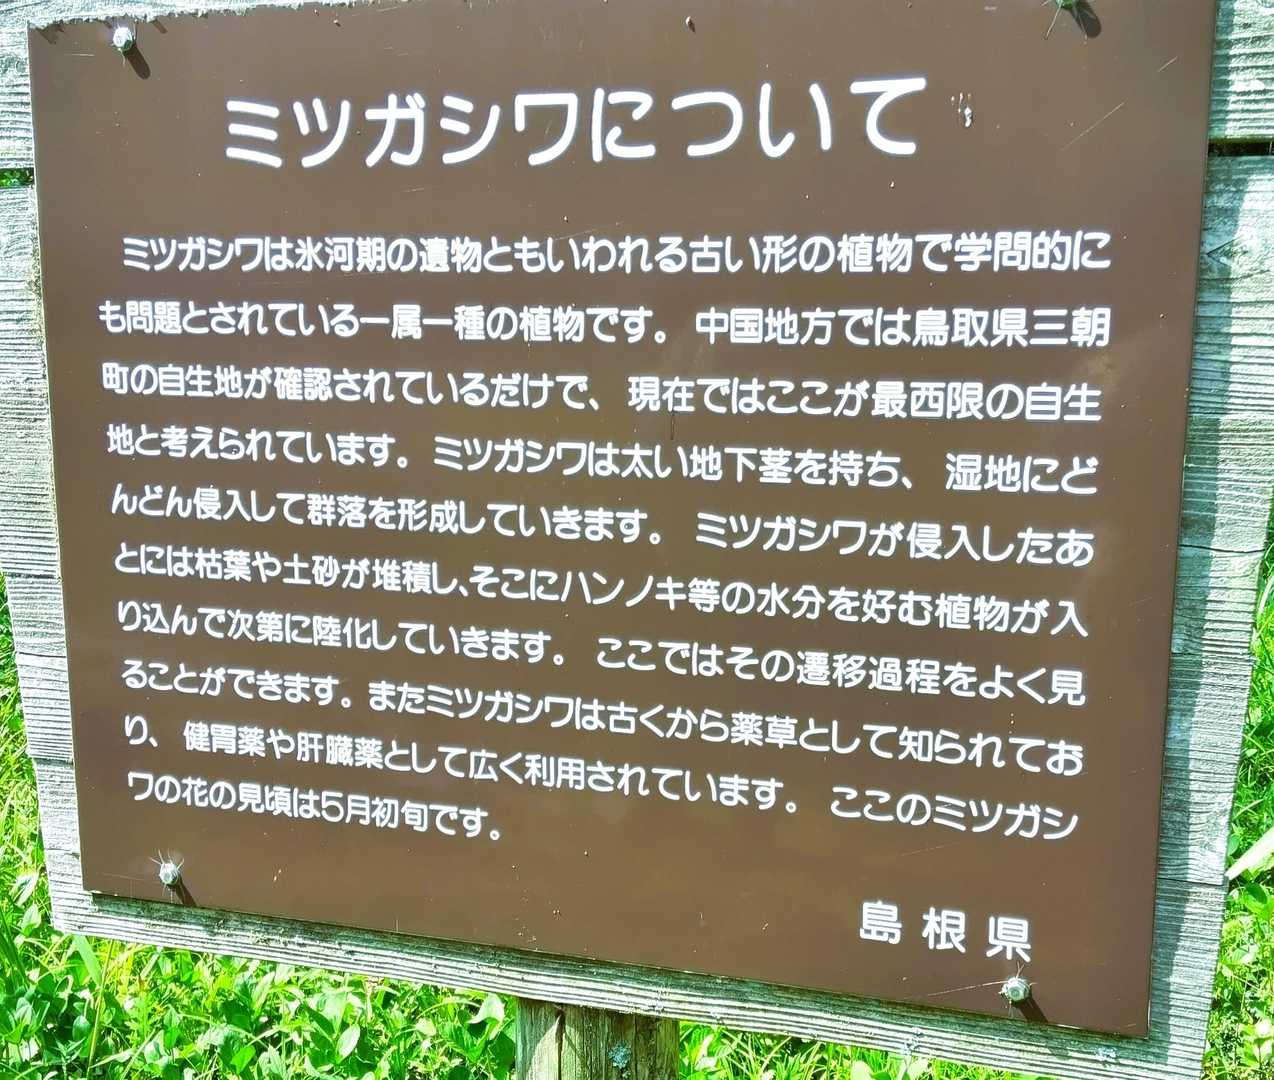 ミツガシワについて
ミツガシワは氷河期の遺物ともいわれる古い形の植物で学問的に
も問題とされている一属一種の植物です。中国地方では鳥取県三朝
町の自生地が確認されているだけで、現在ではここが最西限の自生
地と考えられています。ミツガシワは太い地下茎を持ち、湿地にど
んどん侵入して群落を形成していきます。ミツガシワが侵入したあ
とには枯葉や土砂が堆積し、そこにハンノキ等の水分を好む植物が入
り込んで次第に陸化していきます。ここではその遷移過程をよく見
ることができます。またミツガシワは古くから薬草として知られてお
り、健胃薬や肝臓薬として広く利用されています。ここのミツガシ
ワの花の見頃は5月初旬です。
島根県